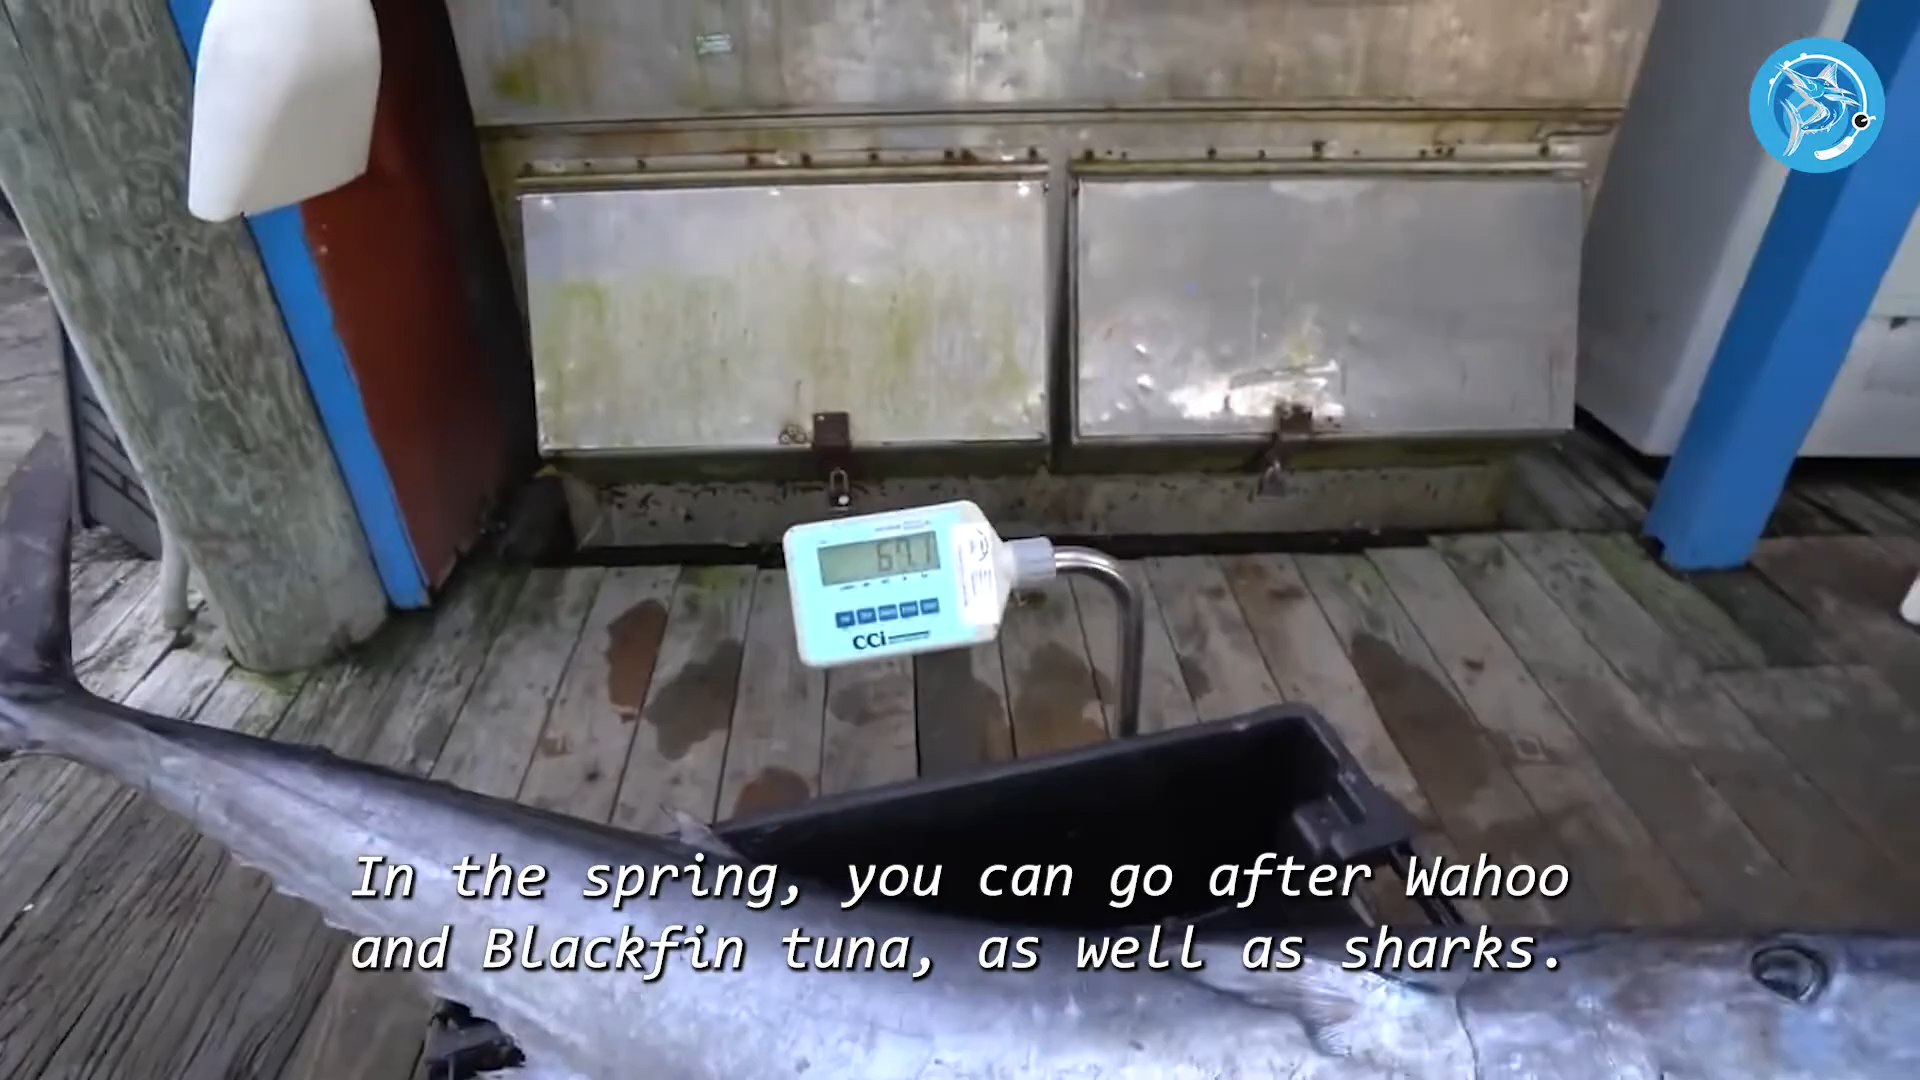 67.1
CCi
In the spring, you can go after Wahoo
and Blackfin tuna, as well as sharks.